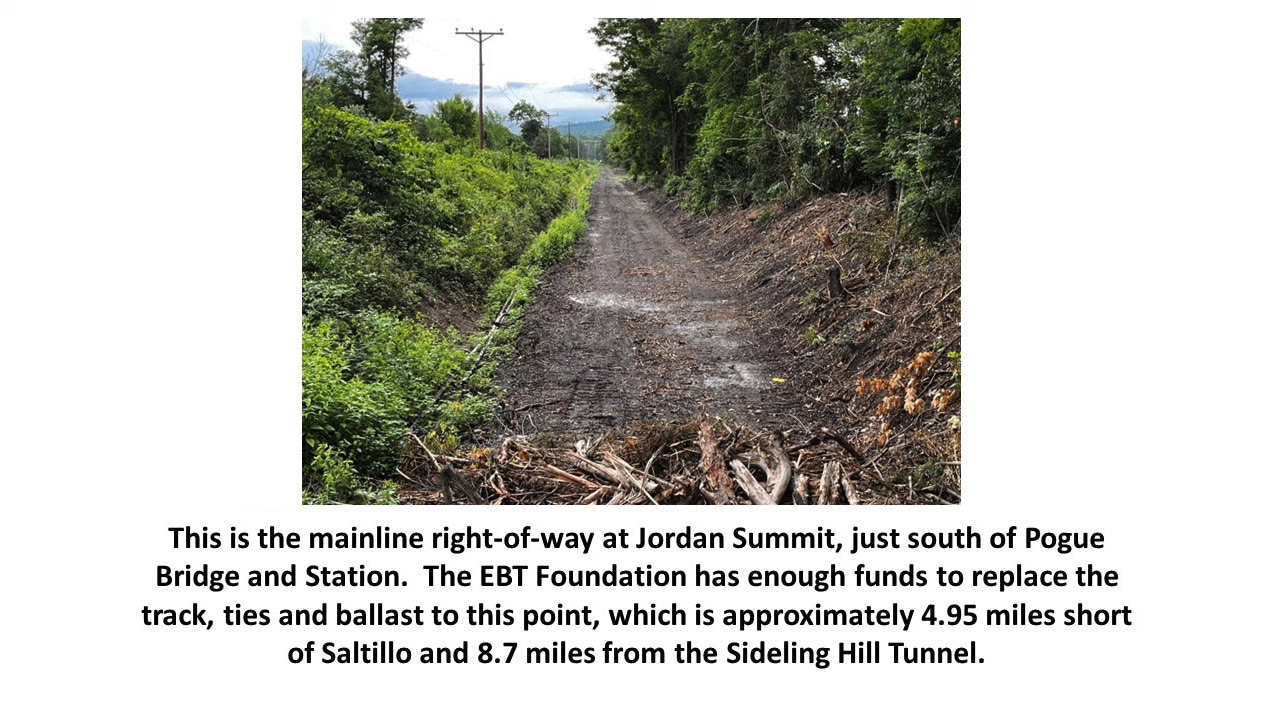 This is the mainline right-of-way at Jordan Summit, just south of Pogue
Bridge and Station.  The EBT Foundation has enough funds to replace the
track, ties and ballast to this point, which is approximately 4.95 miles short
of Saltillo and 8.7 miles from the Sideling Hill Tunnel.